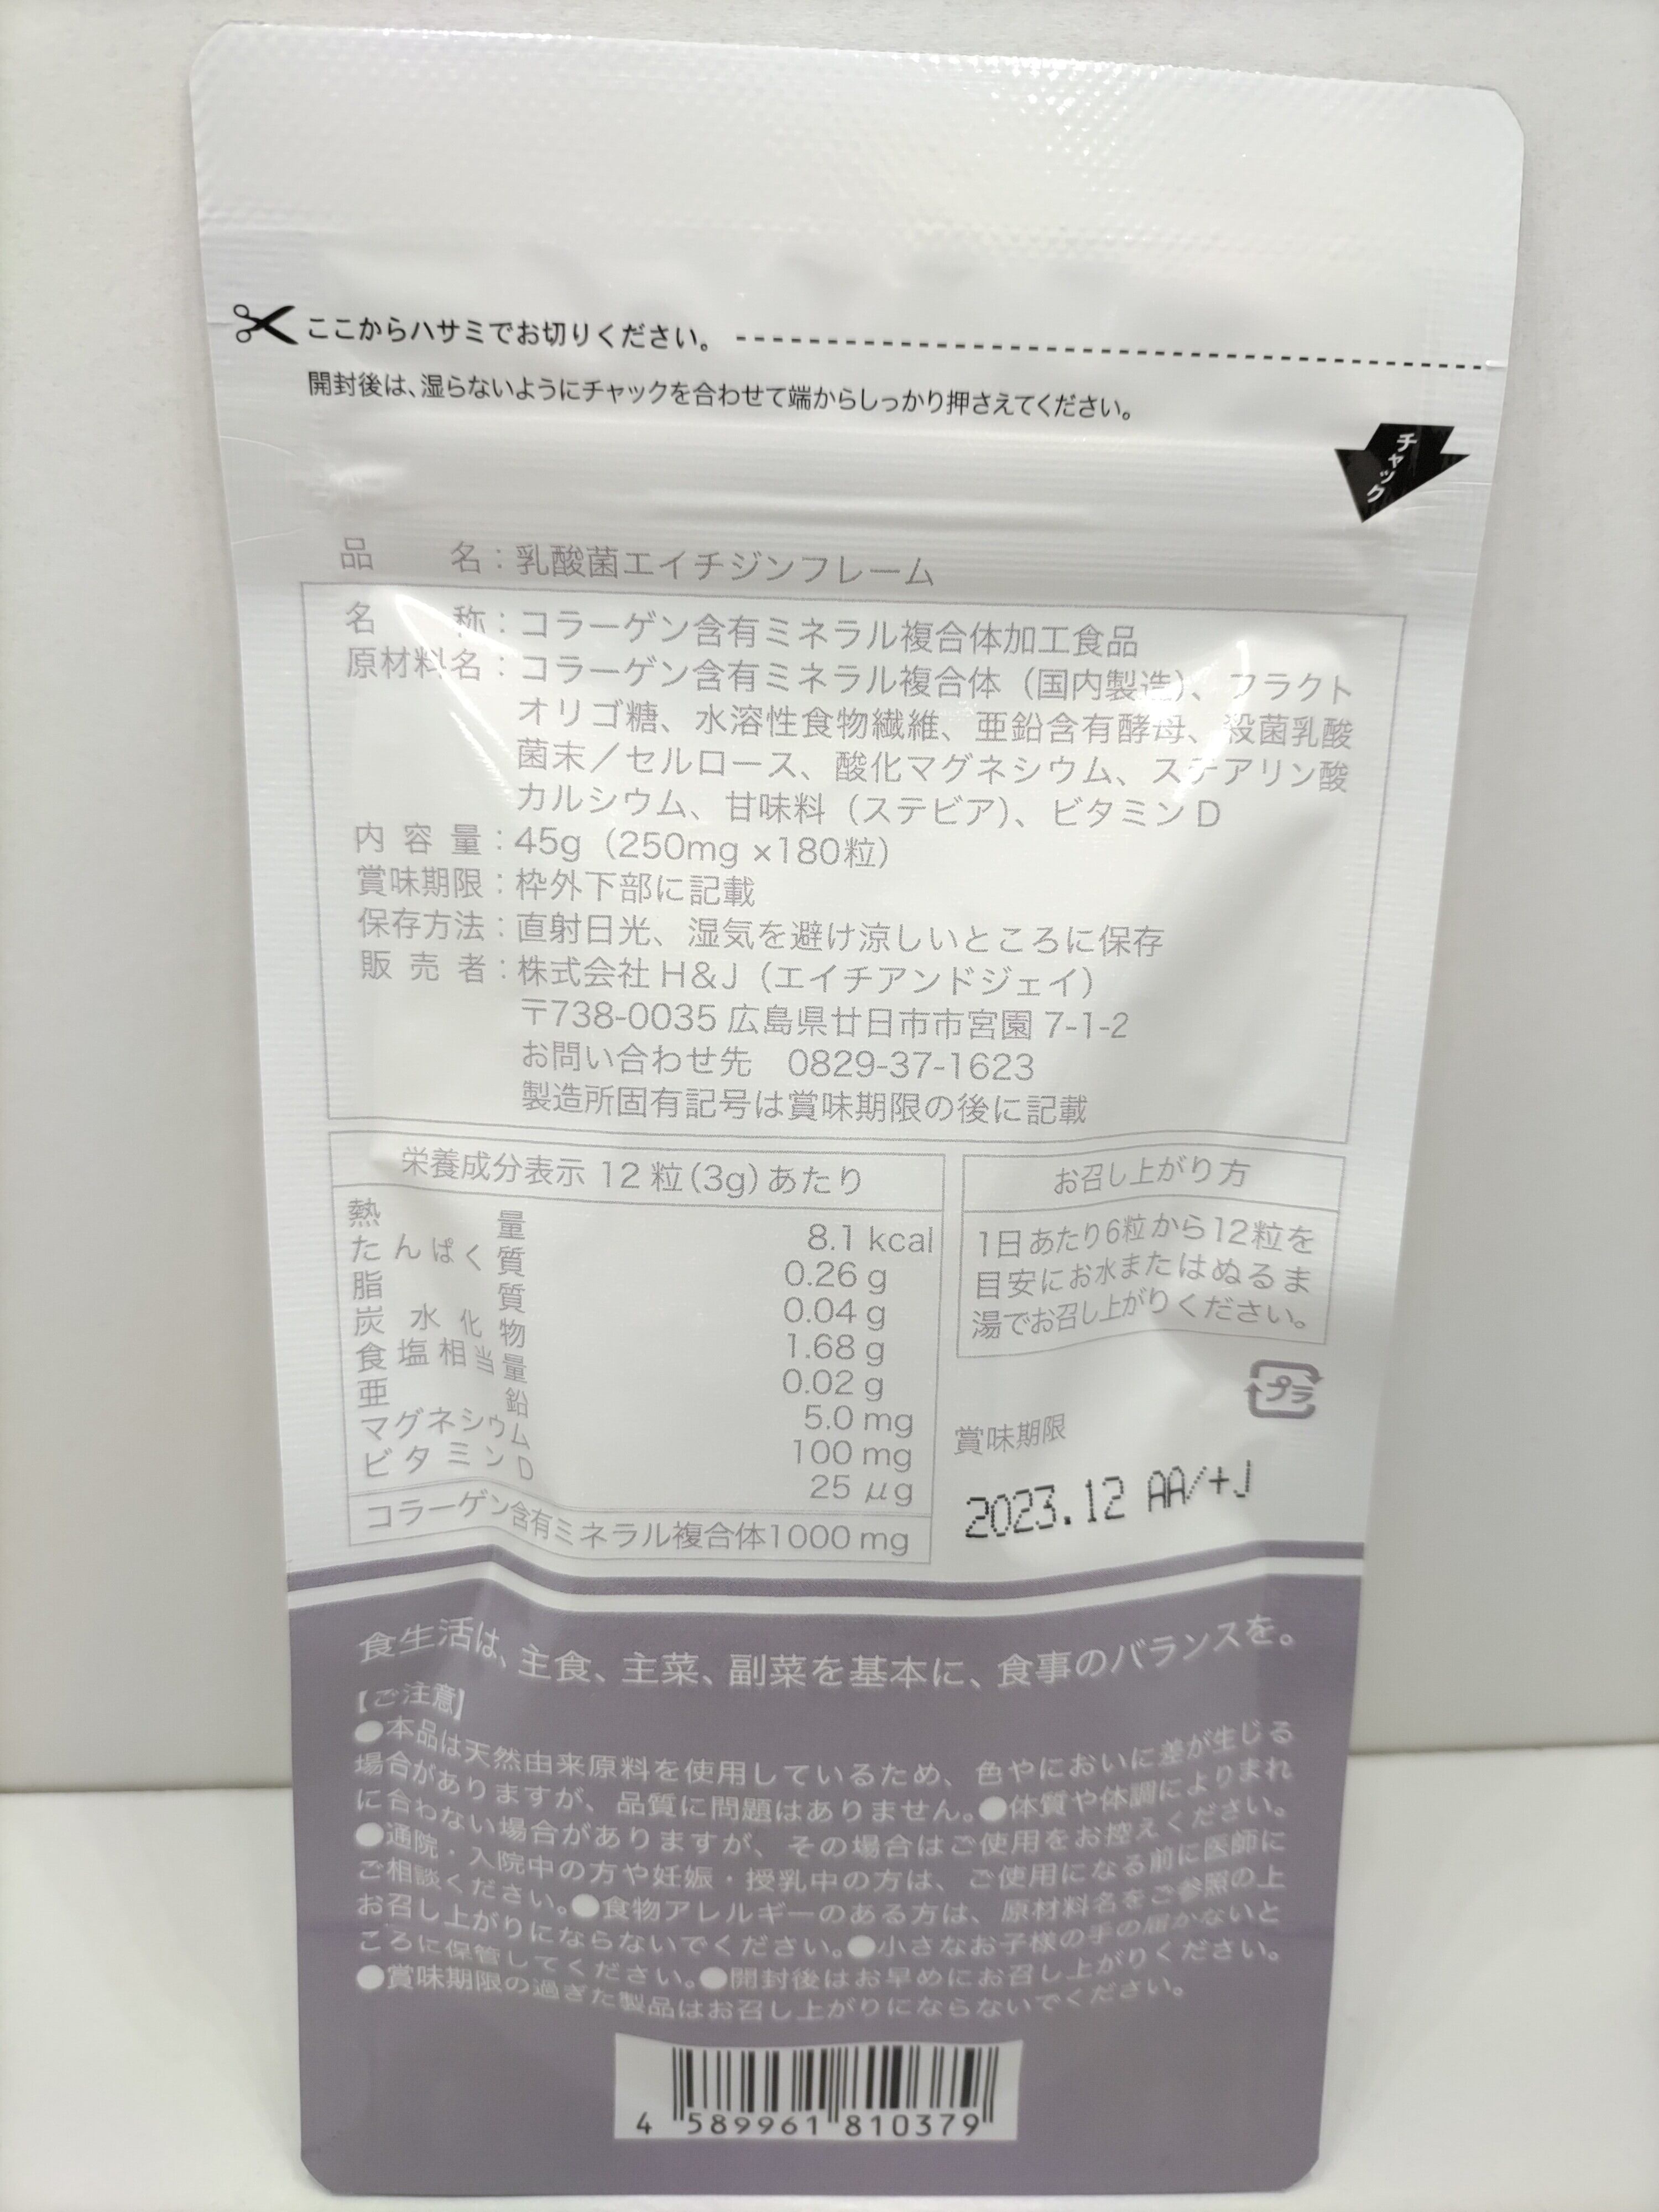 ここからハサミでお切りください。
開封後は、湿らないようにチャックを合わせて端からしっかり押さえてください。
チャック
品名：乳酸菌エイチジンフレーム
名称：コラーゲン含有ミネラル複合体加工食品
原材料名：コラーゲン含有ミネラル複合体（国内製造）、フラクト
オリゴ糖、水溶性食物繊維、亜鉛含有酵母、殺菌乳酸
菌末／セルロース、酸化マグネシウム、ステアリン酸
カルシウム、甘味料（ステビア）、ビタミンD
内容量：45g（250mg×180粒）
賞味期限：枠外下部に記載
保存方法：直射日光、湿気を避け涼しいところに保存
販売者：株式会社H&J（エイチアンドジェイ）
〒738-0035 広島県廿日市市宮園 7-1-2
お問い合わせ先　0829-37-1623
製造所固有記号は賞味期限の後に記載
栄養成分表示 12粒（3g）あたり
熱量 8.1 kcal
たんぱく質 0.26 g
脂質 0.04 g
炭水化物 1.68 g
食塩相当量 0.02 g
亜鉛 5.0 mg
マグネシウム 100 mg
ビタミンD 25 μg
コラーゲン含有ミネラル複合体1000 mg
お召し上がり方
1日あたり6粒から12粒を
目安にお水またはぬるま
湯でお召し上がりください。
プラ
賞味期限
2023.12 AA/+J
食生活は、主食、主菜、副菜を基本に、食事のバランスを。
【ご注意】
●本品は天然由来原料を使用しているため、色やにおいに差が生じる
場合がありますが、品質に問題はありません。●体質や体調によりまれ
に合わない場合がありますが、その場合はご使用をお控えください。
●通院・入院中の方や妊娠・授乳中の方は、ご使用になる前に医師に
ご相談ください。●食物アレルギーのある方は、原材料名をご参照の上
お召し上がりにならないでください。●小さなお子様の手の届かないと
ころに保管してください。●開封後はお早めにお召し上がりください。
●賞味期限の過ぎた製品はお召し上がりにならないでください。
4 589961 810379